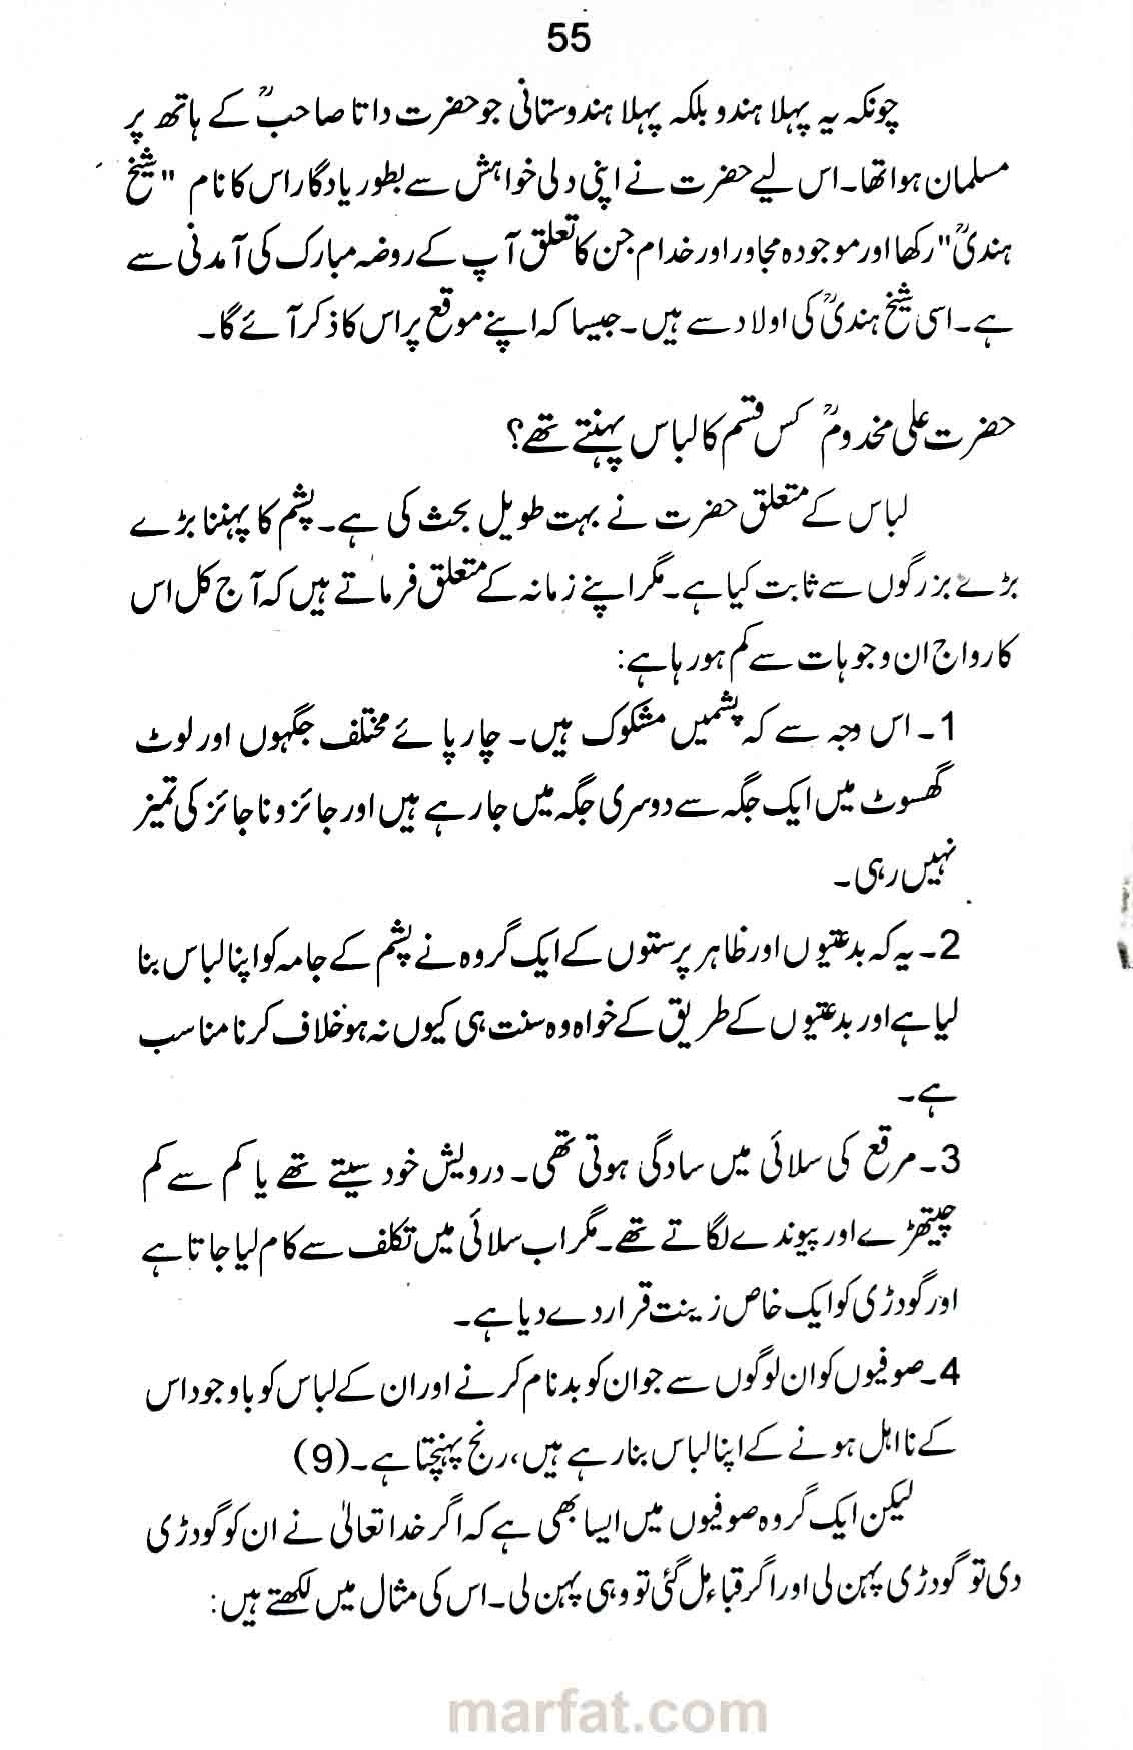 55
چونکہ یہ پہلا ہندو بلکہ پہلا ہندوستانی جو حضرت داتا صاحبؒ کے ہاتھ پر
مسلمان ہوا تھا۔ اس لیے حضرت نے اپنی دلی خواہش سے بطور یادگار اس کا نام "شیخ
ہندیؒ" رکھا اور موجودہ مجاور اور خدام جن کا تعلق آپ کے روضہ مبارک کی آمدنی سے
ہے۔ اسی شیخ ہندیؒ کی اولاد سے ہیں۔ جیسا کہ اپنے موقع پر اس کا ذکر آئے گا۔
حضرت علی مخدومؒ کس قسم کا لباس پہنتے تھے؟
لباس کے متعلق حضرت نے بہت طویل بحث کی ہے۔ پشم کا پہننا بڑے
بڑے بزرگوں سے ثابت کیا ہے۔ مگر اپنے زمانہ کے متعلق فرماتے ہیں کہ آج کل اس
کا رواج ان وجوہات سے کم ہو رہا ہے:
1۔ اس وجہ سے کہ پشمیں مشکوک ہیں۔ چارپائے مختلف جگہوں اور لوٹ
گھسوٹ میں ایک جگہ سے دوسری جگہ میں جا رہے ہیں اور جائز و ناجائز کی تمیز
نہیں رہی۔
2۔ یہ کہ بدعتیوں اور ظاہر پرستوں کے ایک گروہ نے پشم کے جامہ کو اپنا لباس بنا
لیا ہے اور بدعتیوں کے طریق کے خواہ وہ سنت ہی کیوں نہ ہو خلاف کرنا مناسب
ہے۔
3۔ مرقع کی سلائی میں سادگی ہوتی تھی۔ درویش خود سیتے تھے یا کم سے کم
چیتھڑے اور پیوندے لگاتے تھے۔ مگر اب سلائی میں تکلف سے کام لیا جاتا ہے
اور گودڑی کو ایک خاص زینت قرار دے دیا ہے۔
4۔ صوفیوں کو ان لوگوں سے جو ان کو بدنام کرنے اور ان کے لباس کو باوجود اس
کے نااہل ہونے کے اپنا لباس بنا رہے ہیں، رنج پہنچتا ہے۔ (9)
لیکن ایک گروہ صوفیوں میں ایسا بھی ہے کہ اگر خدا تعالیٰ نے ان کو گودڑی
دی تو گودڑی پہن لی اور اگر قباء مل گئی تو وہی پہن لی۔ اس کی مثال میں لکھتے ہیں:
marfat.com